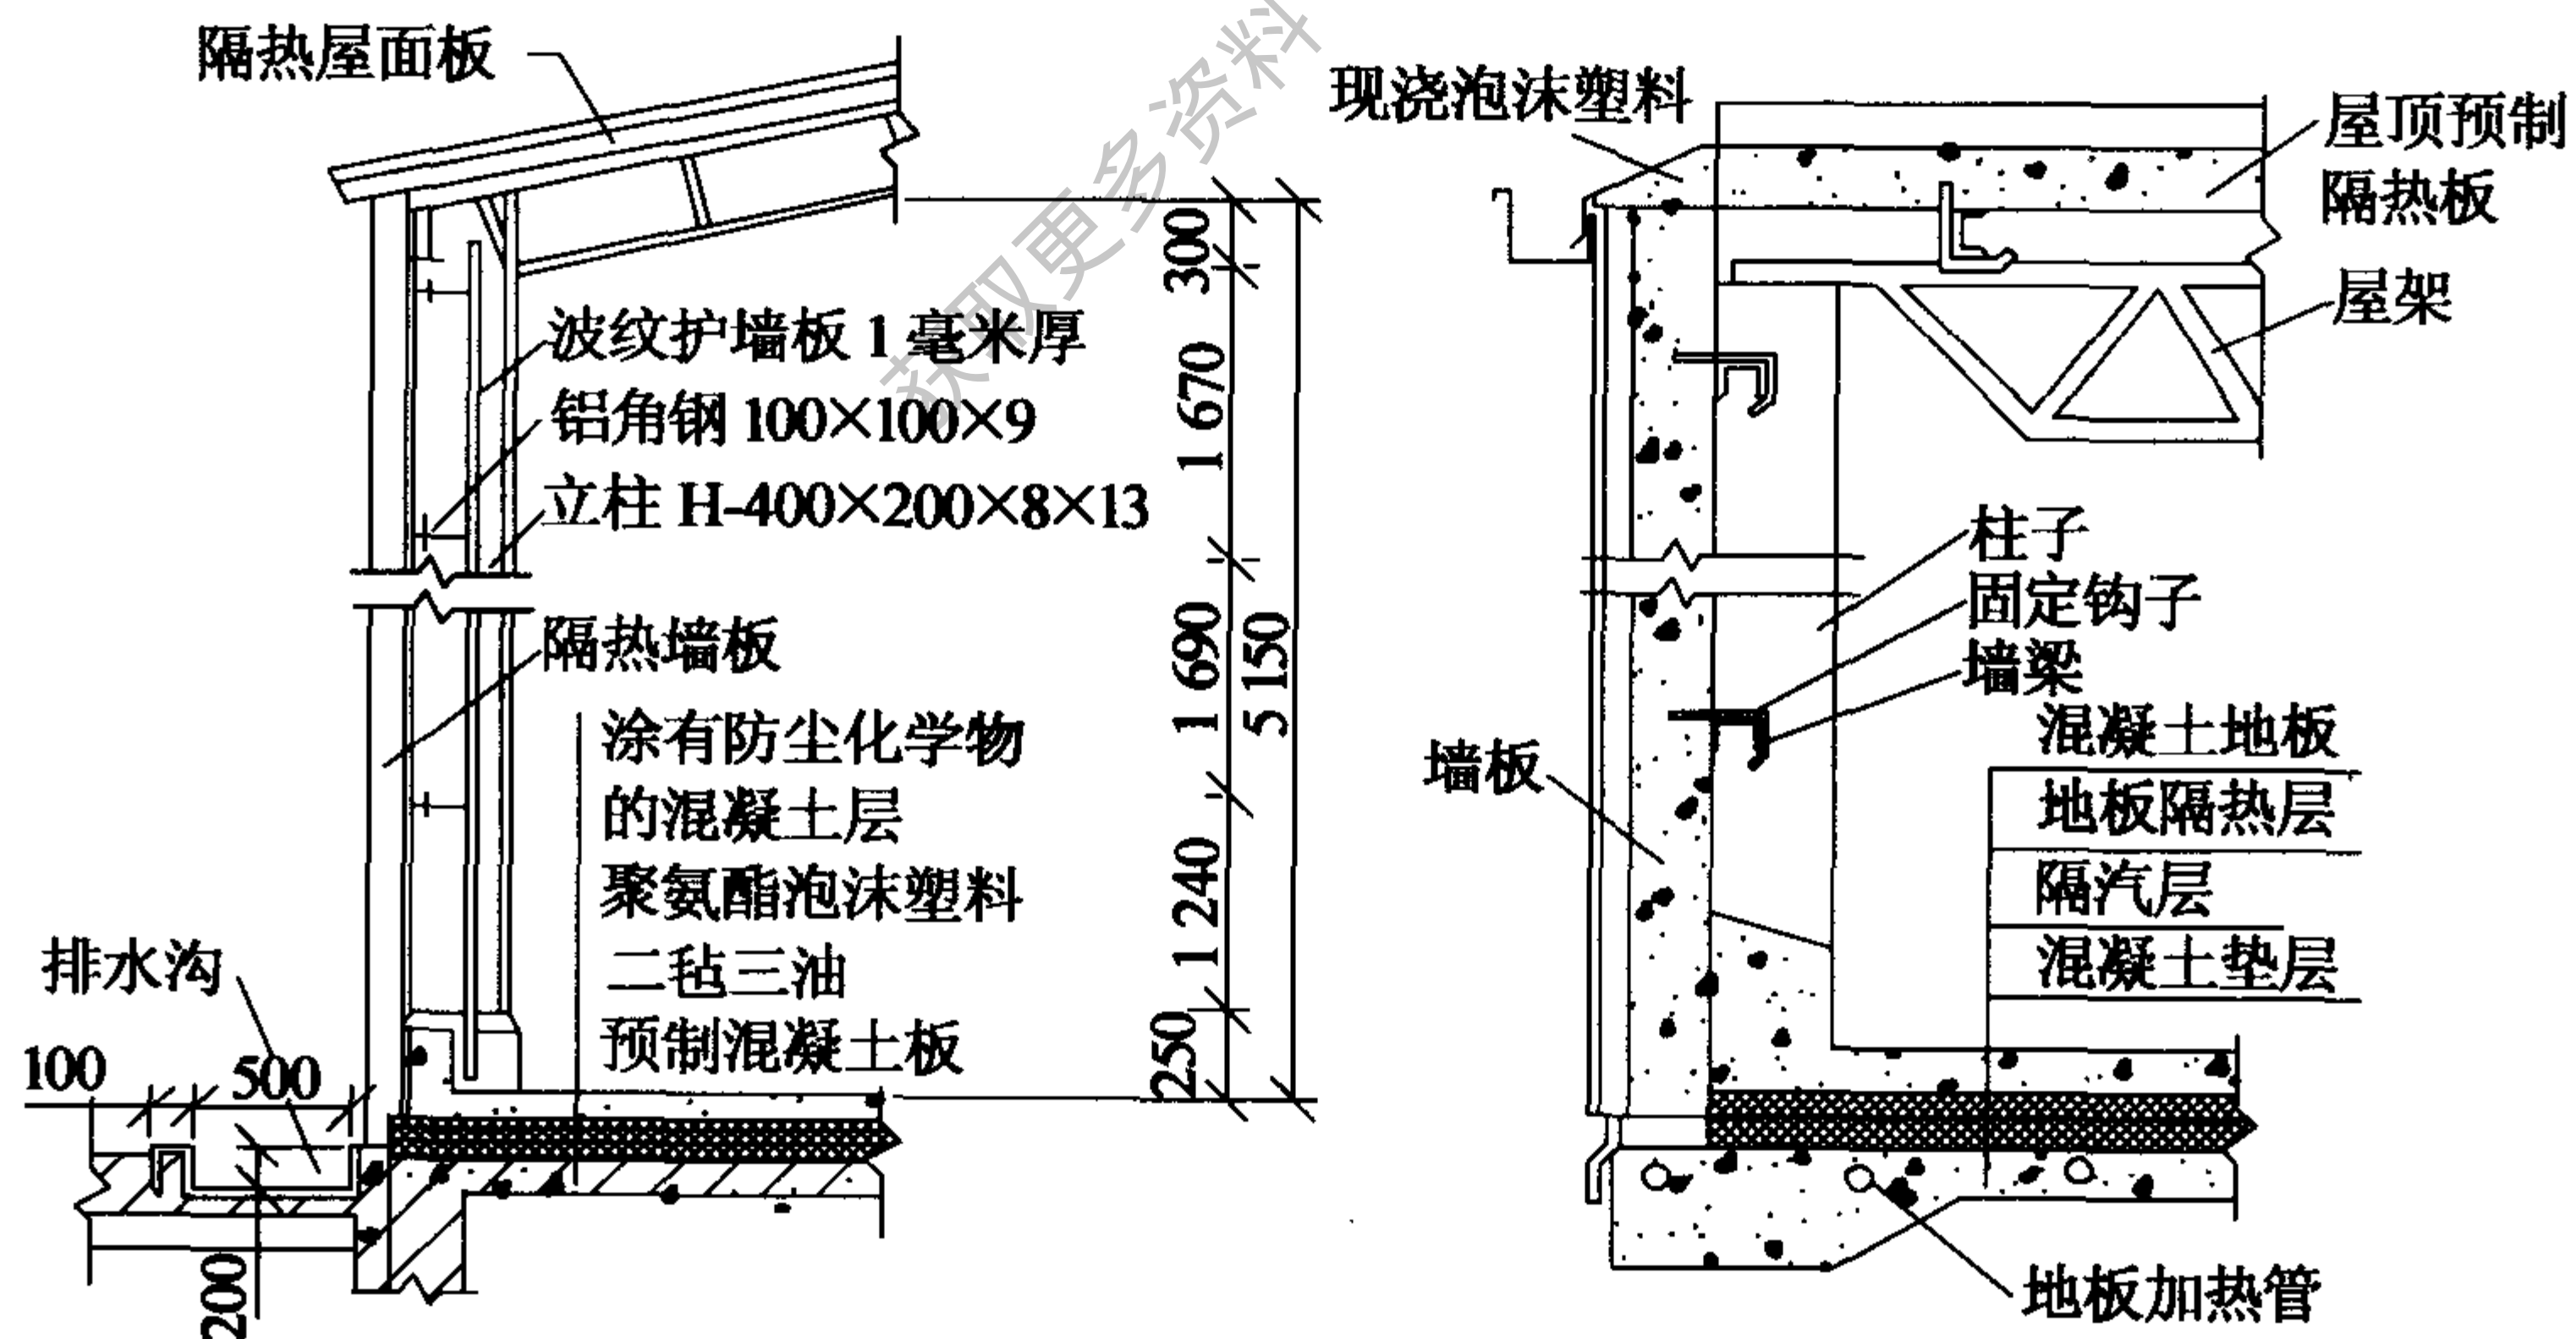 隔热屋面板
波纹护墙板 1 毫米厚
铝角钢 100×100×9
立柱 H-400×200×8×13
隔热墙板
涂有防尘化学物
的混凝土层
聚氨酯泡沫塑料
二毡三油
预制混凝土板
排水沟
100
500
200
300
1 670
1 690
1 240
250
5 150
获取更多资料
现浇泡沫塑料
屋顶预制
隔热板
屋架
柱子
固定钩子
墙梁
墙板
混凝土地板
地板隔热层
隔汽层
混凝土垫层
地板加热管